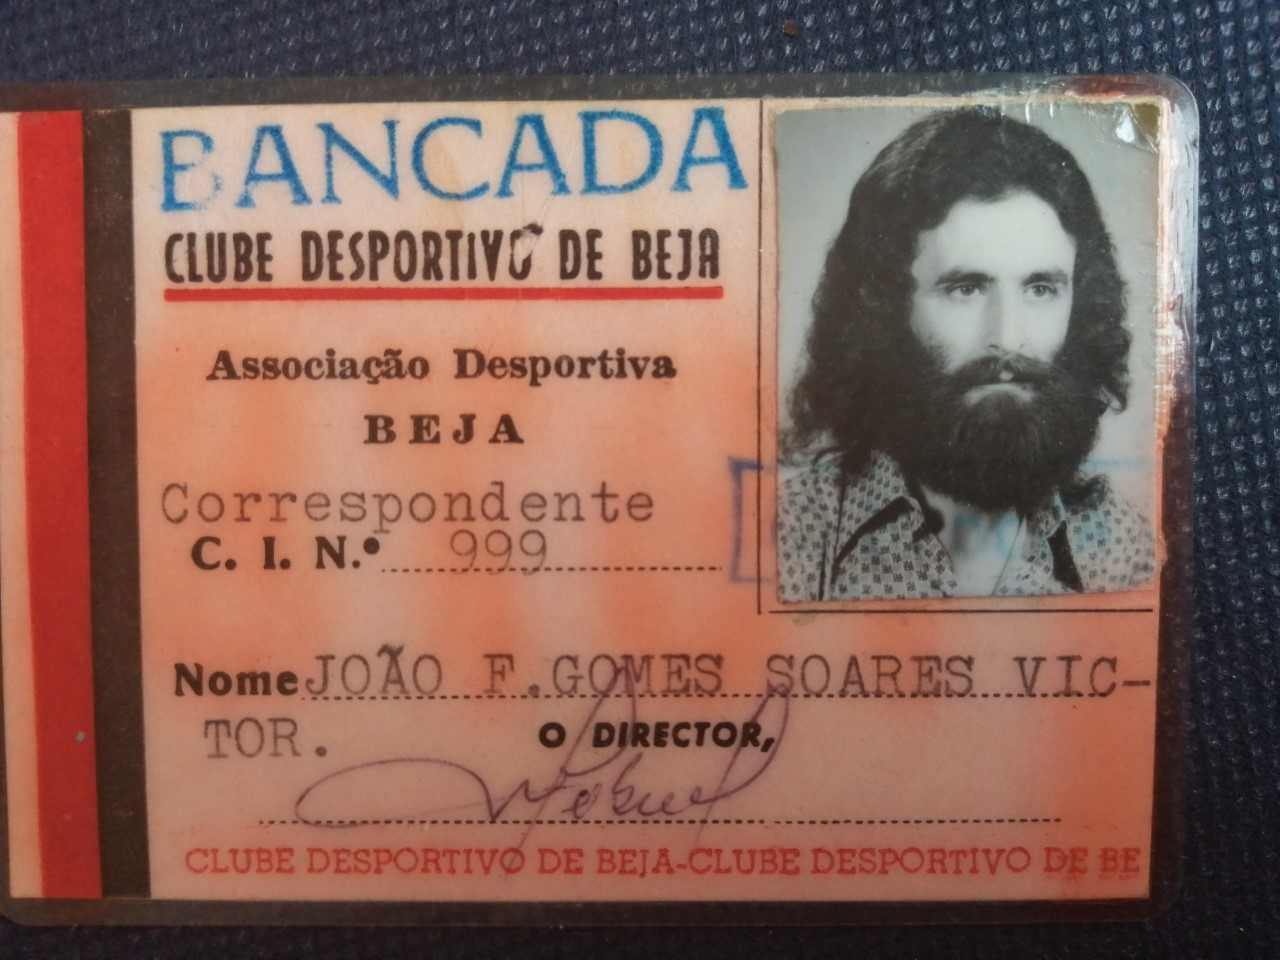 BANCADA
CLUBE DESPORTIVO DE BEJA
Associação Desportiva
BEJA
Correspondente
C. I. N.º 999
Nome JOÃO F. GOMES SOARES VIC-
TOR.
O DIRECTOR,
CLUBE DESPORTIVO DE BEJA-CLUBE DESPORTIVO DE BE